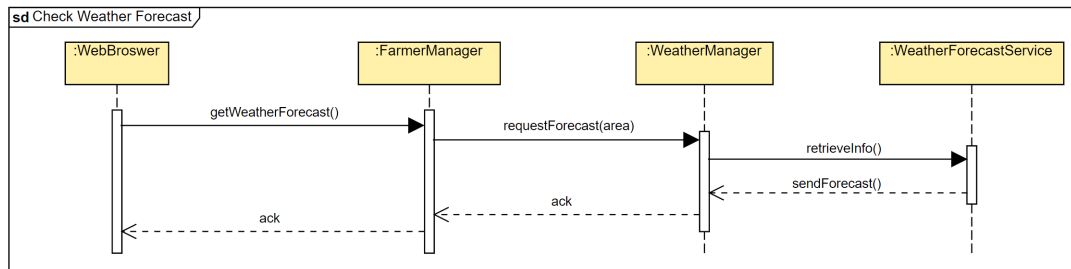 sd Check Weather Forecast
:WebBroswer
:FarmerManager
:WeatherManager
:WeatherForecastService
getWeatherForecast()
requestForecast(area)
retrieveInfo()
sendForecast()
ack
ack